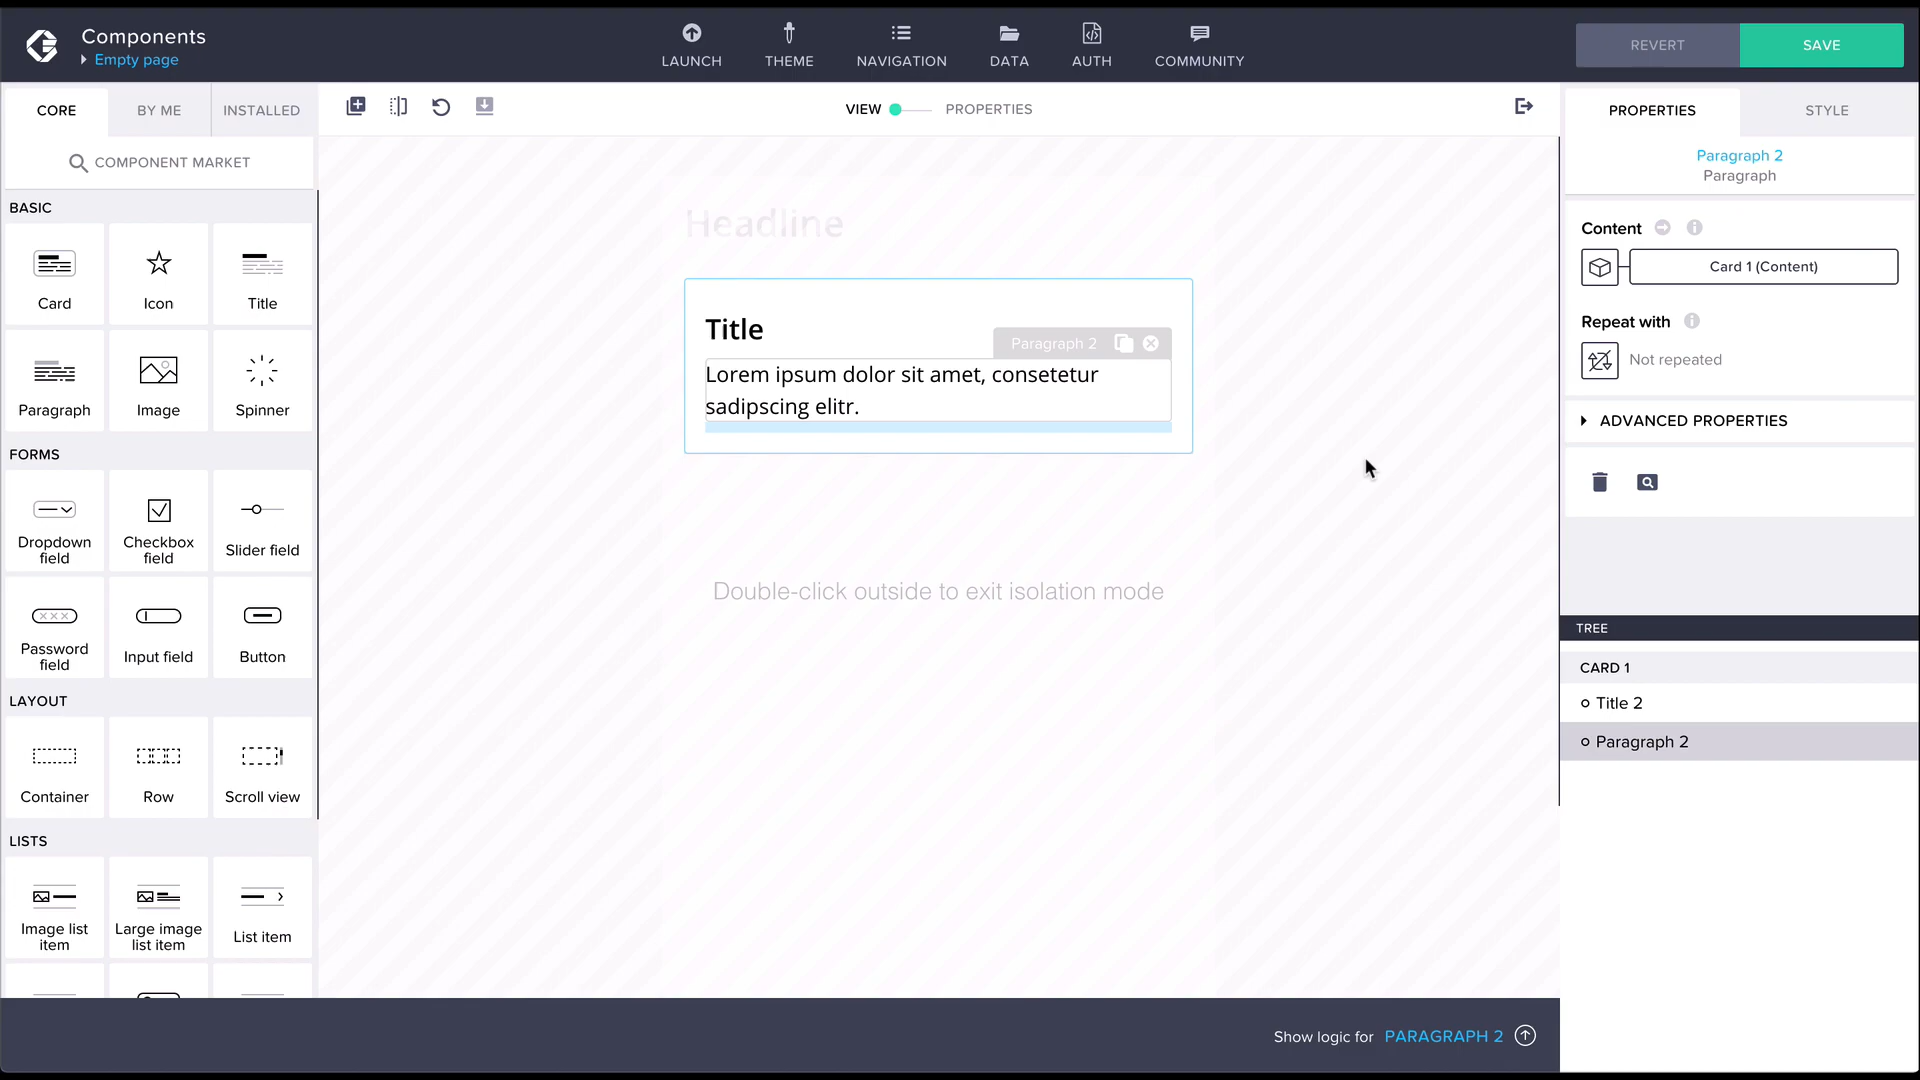 Components
Empty page
LAUNCH
THEME
NAVIGATION
DATA
AUTH
COMMUNITY
REVERT
SAVE
CORE
BY ME
INSTALLED
VIEW
PROPERTIES
PROPERTIES
STYLE
COMPONENT MARKET
BASIC
Card
Icon
Title
Paragraph
Image
Spinner
FORMS
Dropdown
field
Checkbox
field
Slider field
Password
field
Input field
Button
LAYOUT
Container
Row
Scroll view
LISTS
Image list
item
Large image
list item
List item
Headline
Title
Paragraph 2
Lorem ipsum dolor sit amet, consetetur
sadipscing elitr.
Double-click outside to exit isolation mode
Show logic for PARAGRAPH 2
Paragraph 2
Paragraph
Content
Card 1 (Content)
Repeat with
Not repeated
ADVANCED PROPERTIES
TREE
CARD 1
Title 2
Paragraph 2